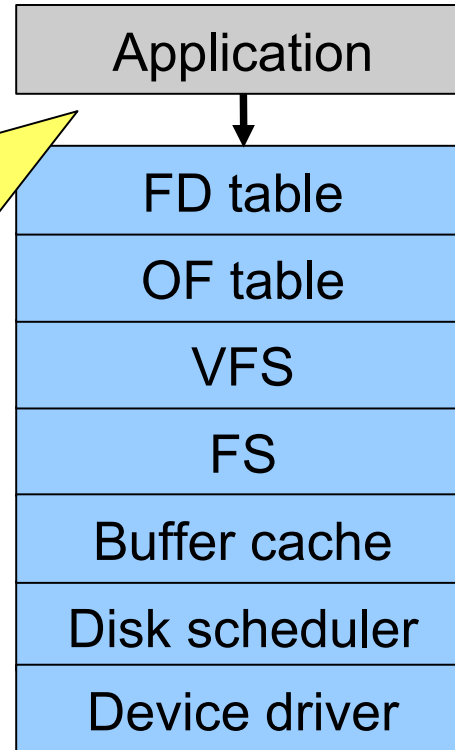 Application
FD table
OF table
VFS
FS
Buffer cache
Disk scheduler
Device driver